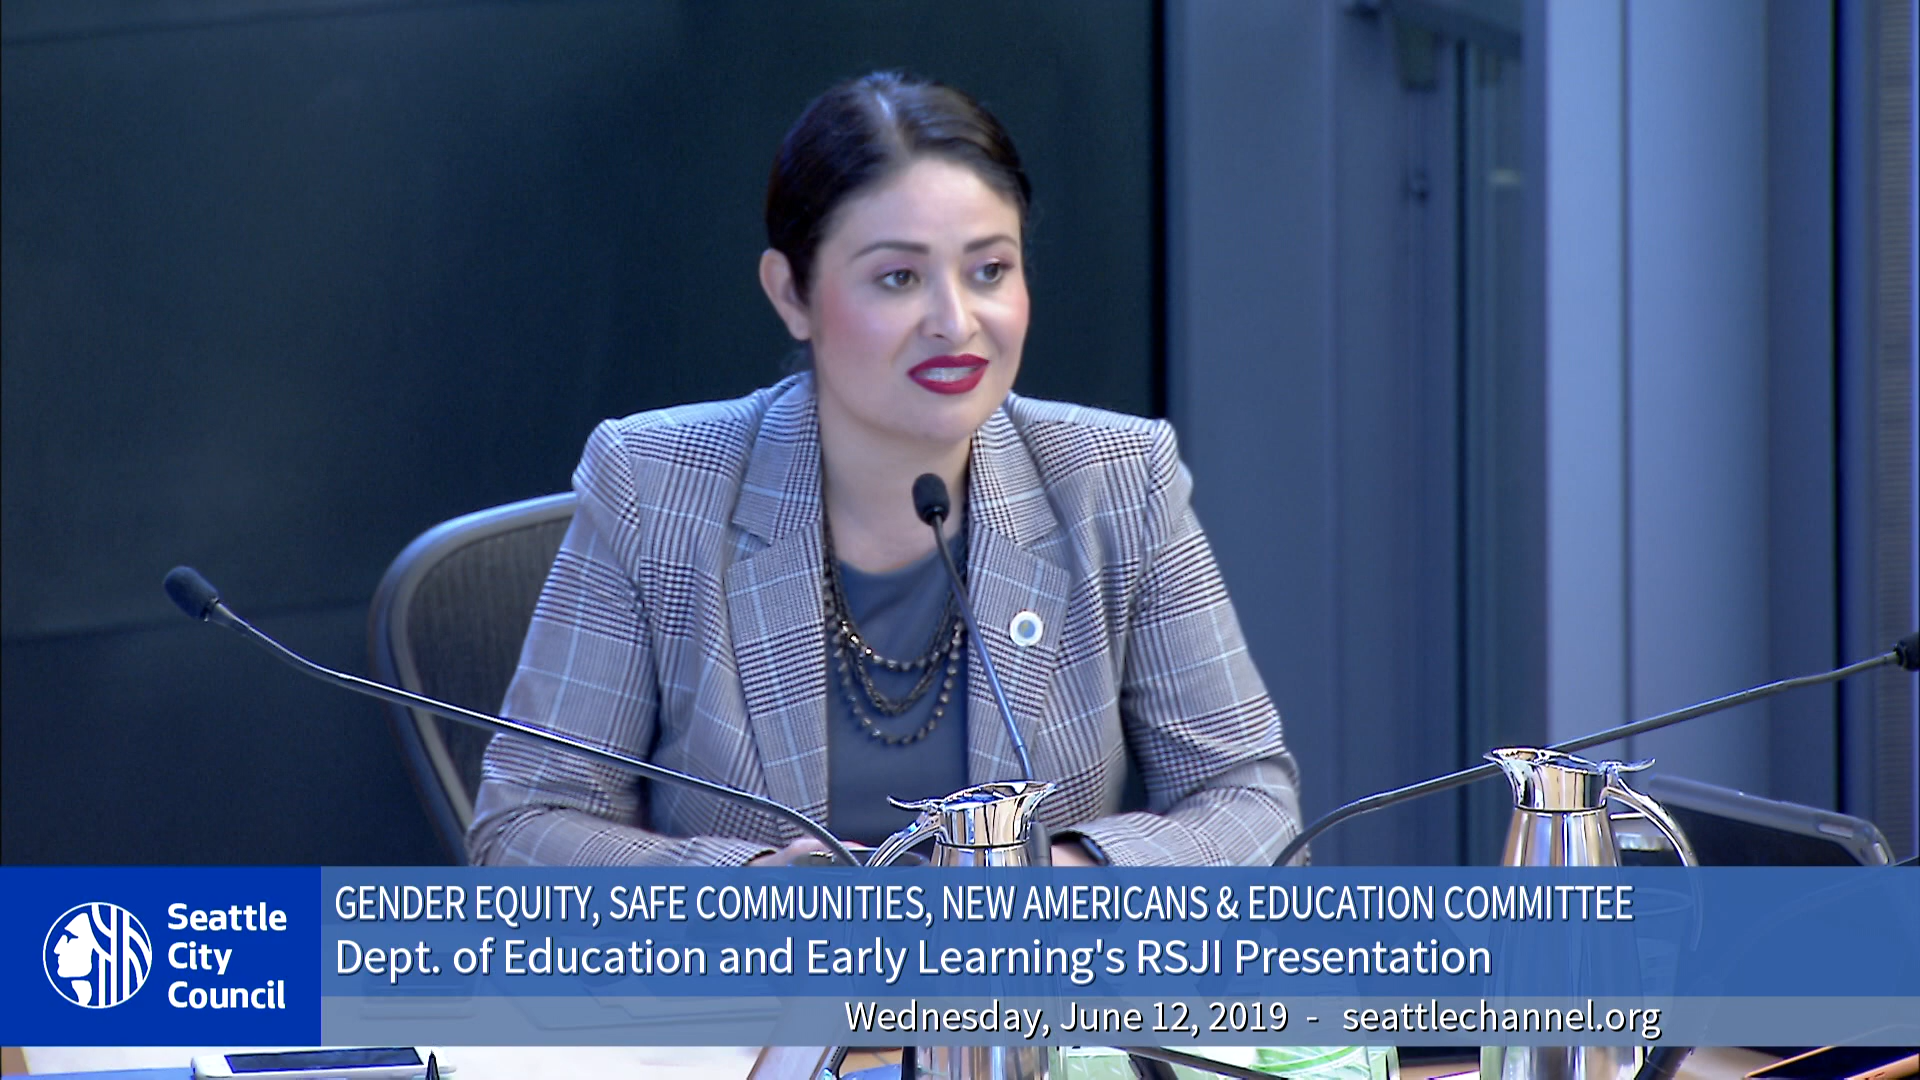 GENDER EQUITY, SAFE COMMUNITIES, NEW AMERICANS & EDUCATION COMMITTEE
Seattle
City
Council
Dept. of Education and Early Learning's RSJI Presentation
Wednesday, June 12, 2019 - seattlechannel.org